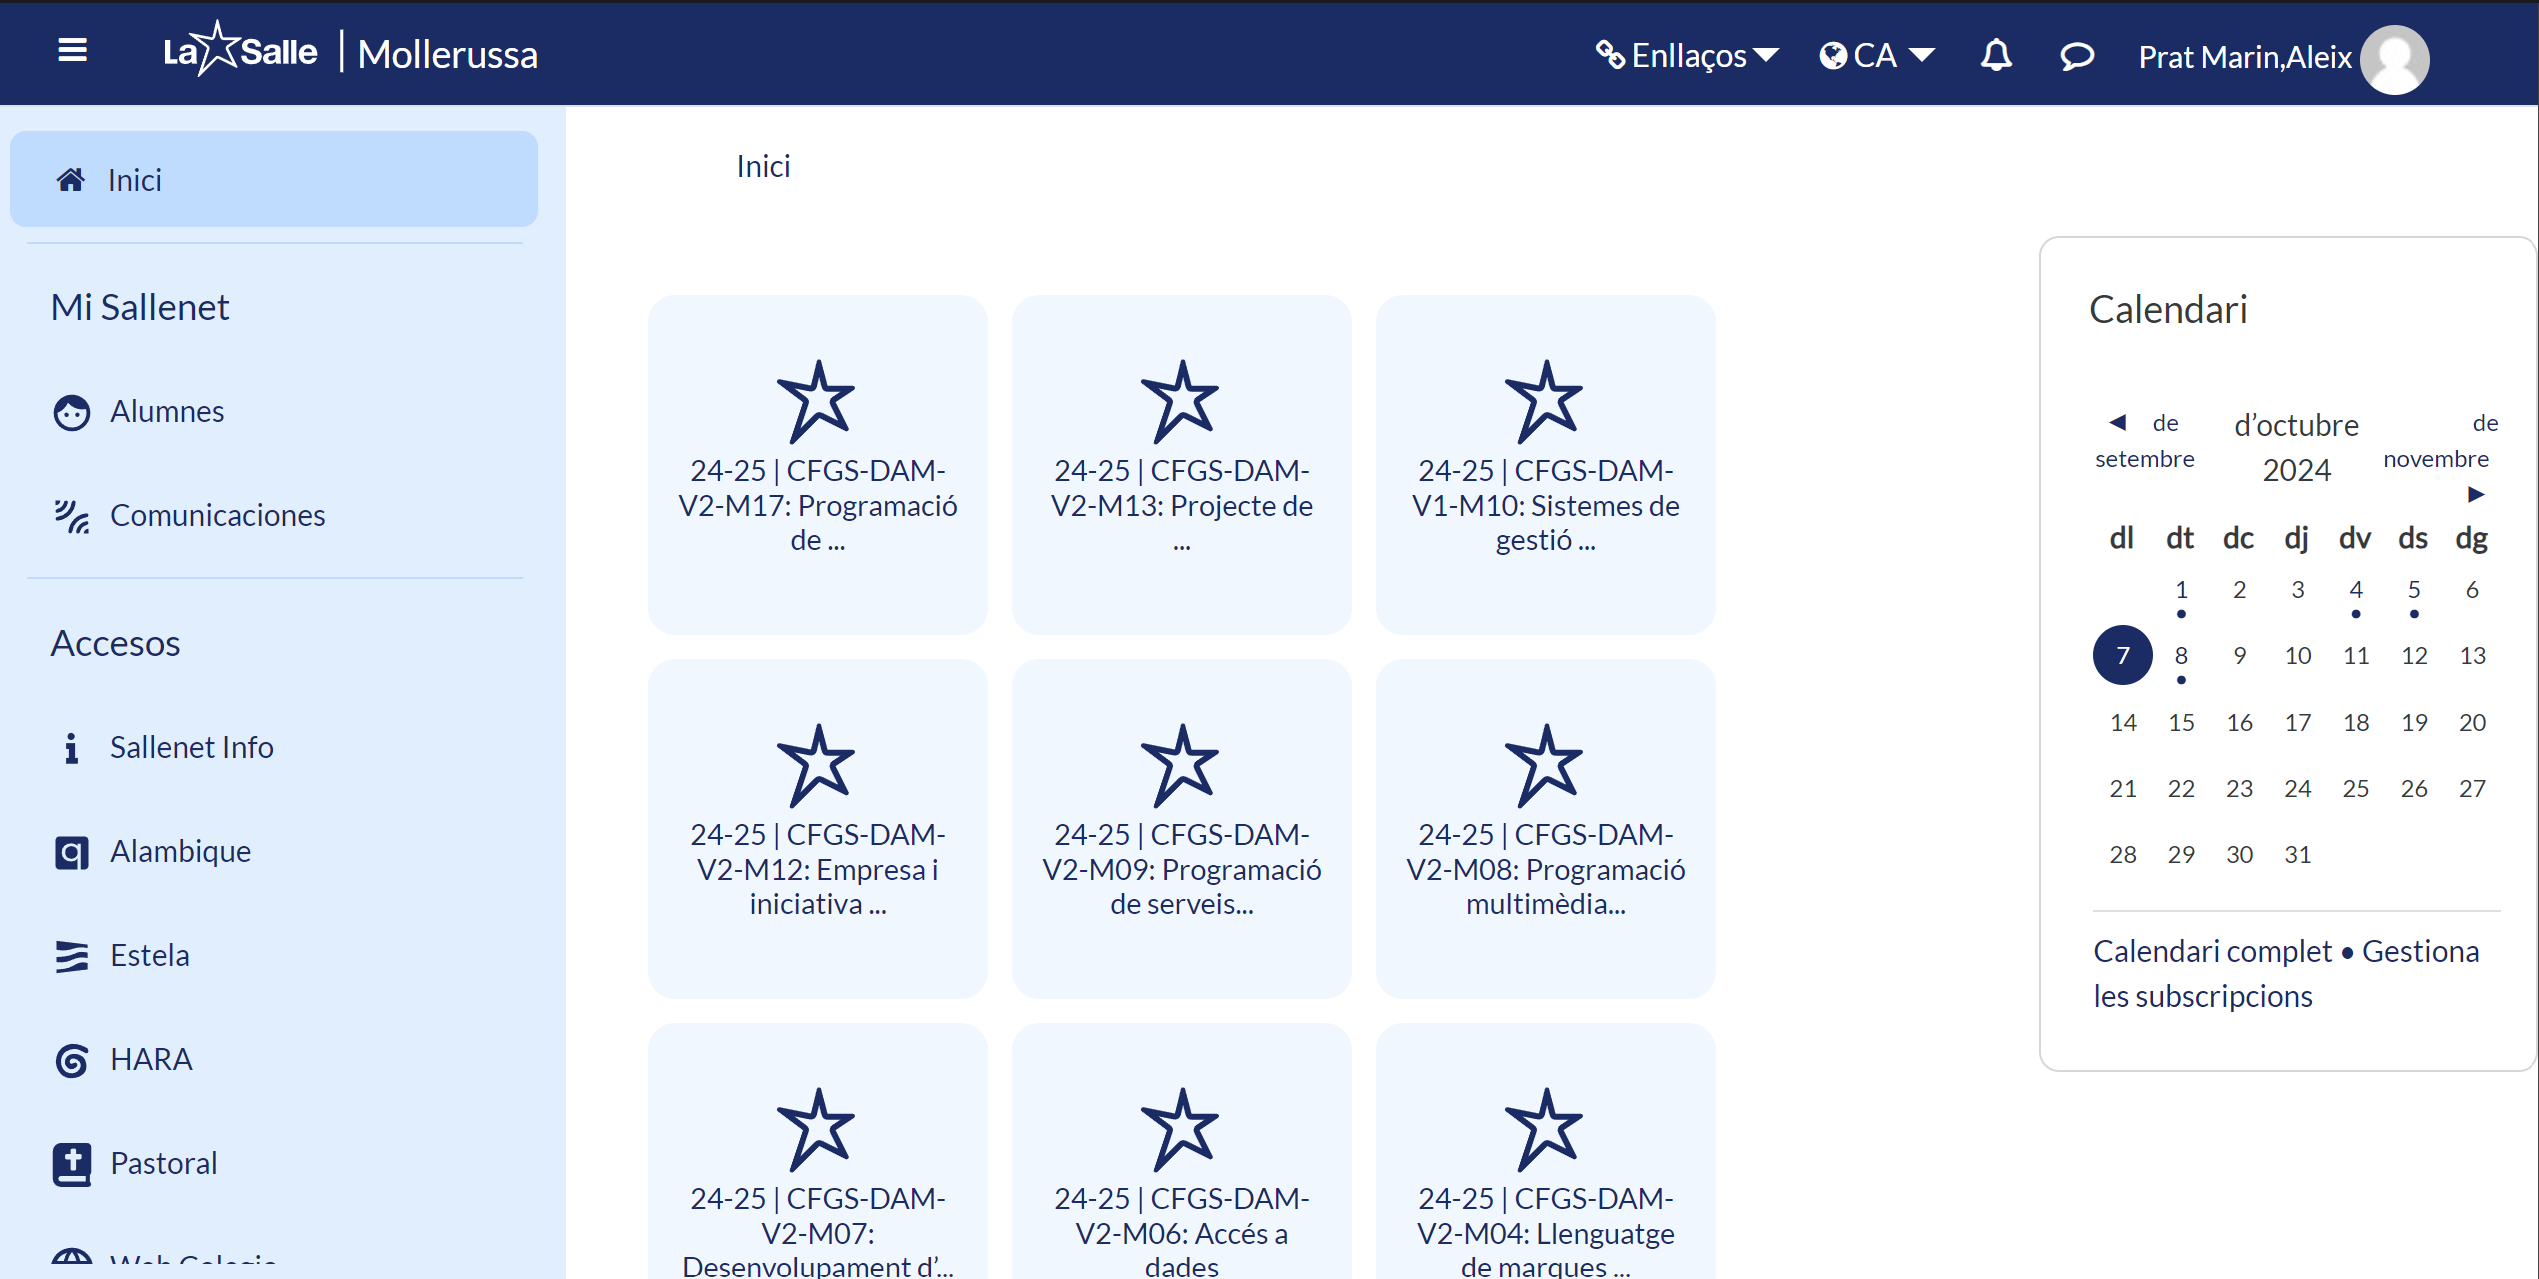 La Salle | Mollerussa
Enllaços
CA
Prat Marin,Aleix
Inici
Mi Sallenet
Alumnes
Comunicaciones
Accesos
Sallenet Info
Alambique
Estela
HARA
Pastoral
Web Colegio
Inici
24-25 | CFGS-DAM-
V2-M17: Programació
de ...
24-25 | CFGS-DAM-
V2-M13: Projecte de
...
24-25 | CFGS-DAM-
V1-M10: Sistemes de
gestió ...
24-25 | CFGS-DAM-
V2-M12: Empresa i
iniciativa ...
24-25 | CFGS-DAM-
V2-M09: Programació
de serveis...
24-25 | CFGS-DAM-
V2-M08: Programació
multimèdia...
24-25 | CFGS-DAM-
V2-M07:
Desenvolupament d’...
24-25 | CFGS-DAM-
V2-M06: Accés a
dades
24-25 | CFGS-DAM-
V2-M04: Llenguatge
de marques ...
Calendari
◄ de
setembre
d’octubre
2024
de
novembre
►
dl dt dc dj dv ds dg
1 2 3 4 5 6
7 8 9 10 11 12 13
14 15 16 17 18 19 20
21 22 23 24 25 26 27
28 29 30 31
Calendari complet • Gestiona
les subscripcions